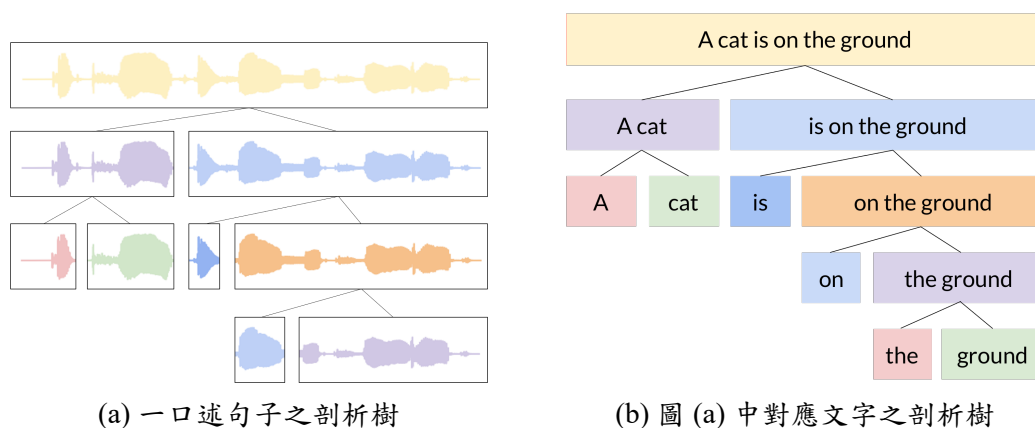 A cat is on the ground
A cat
is on the ground
A
cat
is
on the ground
on
the ground
the
ground
(a) 一口述句子之剖析樹
(b) 圖 (a) 中對應文字之剖析樹